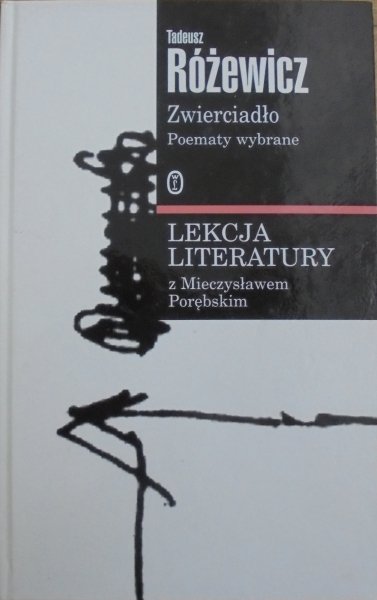 Tadeusz
Różewicz
Zwierciadło
Poematy wybrane
LEKCJA
LITERATURY
z Mieczysławem
Porębskim